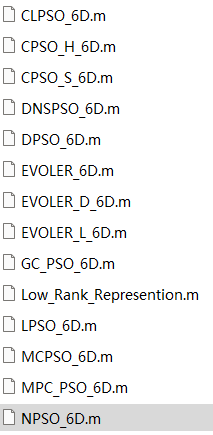 CLPSO_6D.m
CPSO_H_6D.m
CPSO_S_6D.m
DNSPSO_6D.m
DPSO_6D.m
EVOLER_6D.m
EVOLER_D_6D.m
EVOLER_L_6D.m
GC_PSO_6D.m
Low_Rank_Represention.m
LPSO_6D.m
MCPSO_6D.m
MPC_PSO_6D.m
NPSO_6D.m